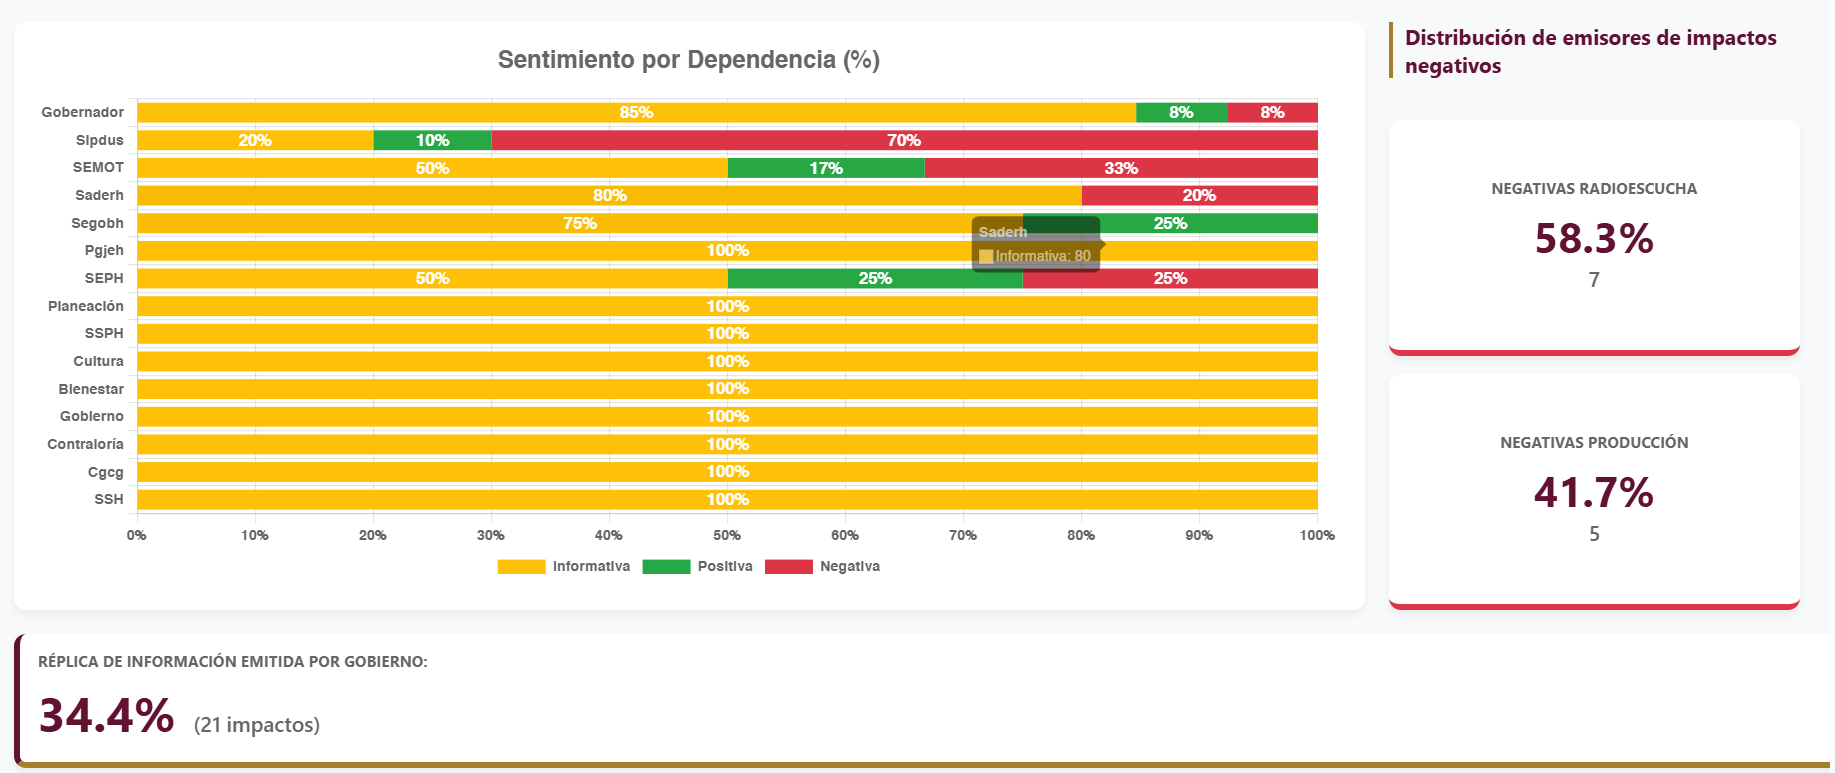 Sentimiento por Dependencia (%)
Gobernador 85% 8% 8%
Sipdus 20% 10% 70%
SEMOT 50% 17% 33%
Saderh 80% 20%
Segobh 75% 25%
Saderh
Informativa: 80
Pgjeh 100%
SEPH 50% 25% 25%
Planeación 100%
SSPH 100%
Cultura 100%
Bienestar 100%
Gobierno 100%
Contraloría 100%
Cgcg 100%
SSH 100%
0% 10% 20% 30% 40% 50% 60% 70% 80% 90% 100%
Informativa Positiva Negativa
Distribución de emisores de impactos
negativos
NEGATIVAS RADIOESCUCHA
58.3%
7
NEGATIVAS PRODUCCIÓN
41.7%
5
RÉPLICA DE INFORMACIÓN EMITIDA POR GOBIERNO:
34.4% (21 impactos)